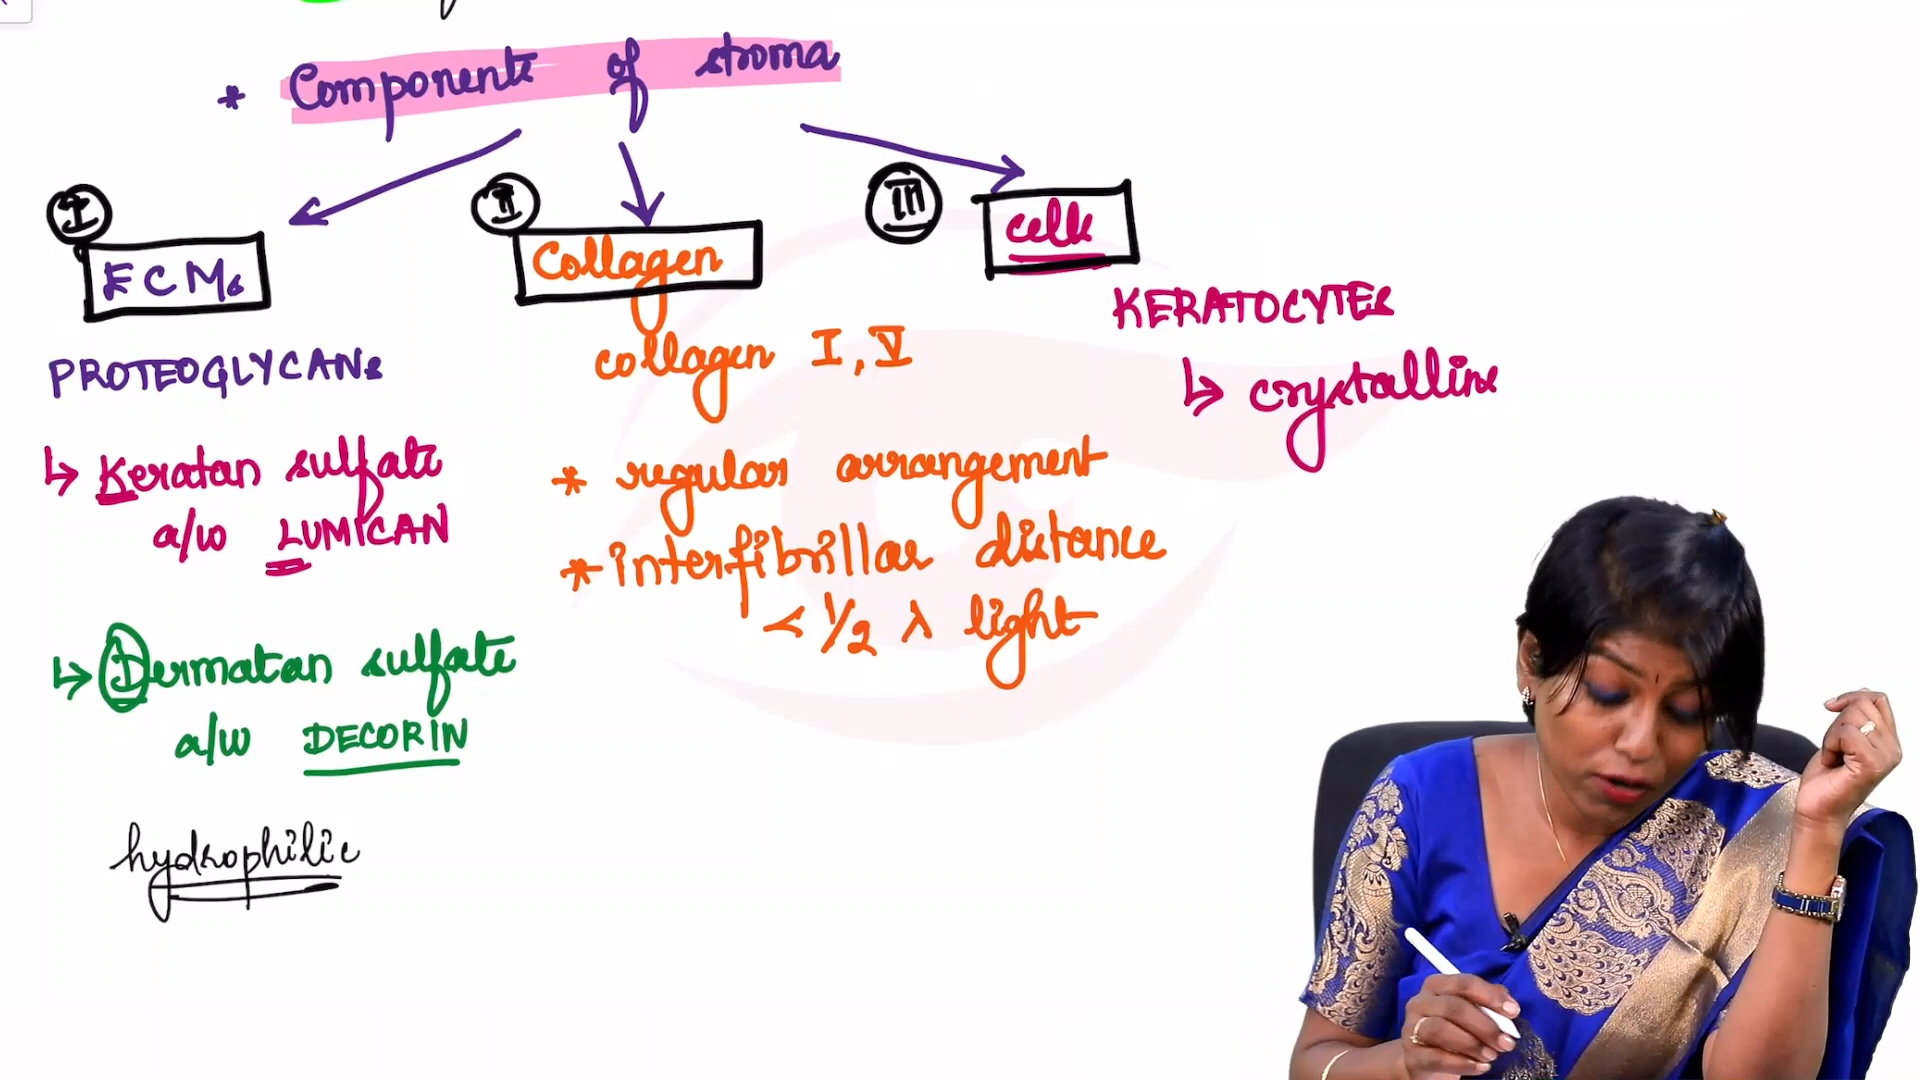 * Components of stroma
I
ECMs
PROTEOGLYCANs
↳ Keratan sulfate
a/w LUMICAN
↳ Dermatan sulfate
a/w DECORIN
hydrophilic
II
Collagen
collagen I, V
* regular arrangement
* interfibrillar distance
< 1/2 λ light
III
cells
KERATOCYTEs
↳ crystallins